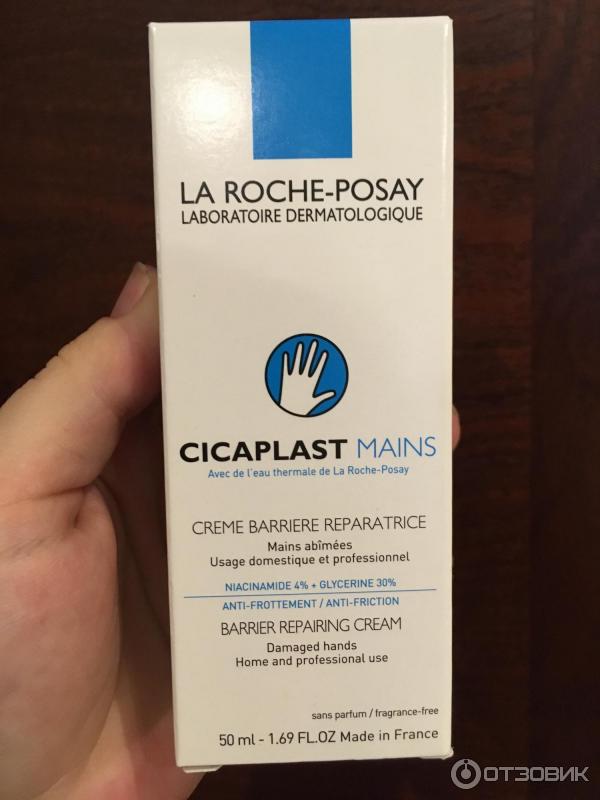 LA ROCHE-POSAY
LABORATOIRE DERMATOLOGIQUE
CICAPLAST MAINS
Avec de l'eau thermale de La Roche-Posay
CREME BARRIERE REPARATRICE
Mains abîmées
Usage domestique et professionnel
NIACINAMIDE 4% + GLYCERINE 30%
ANTI-FROTTEMENT / ANTI-FRICTION
BARRIER REPAIRING CREAM
Damaged hands
Home and professional use
sans parfum / fragrance-free
50 ml - 1.69 FL.OZ Made in France
ОТЗОВИК